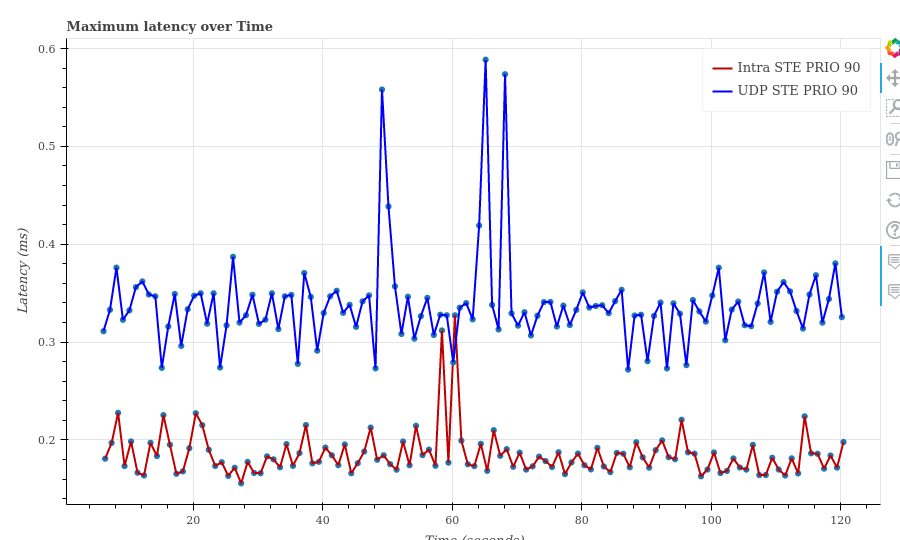 Maximum latency over Time
0.6
0.5
0.4
0.3
0.2
Latency (ms)
Intra STE PRIO 90
UDP STE PRIO 90
20
40
60
80
100
120
Time (seconds)